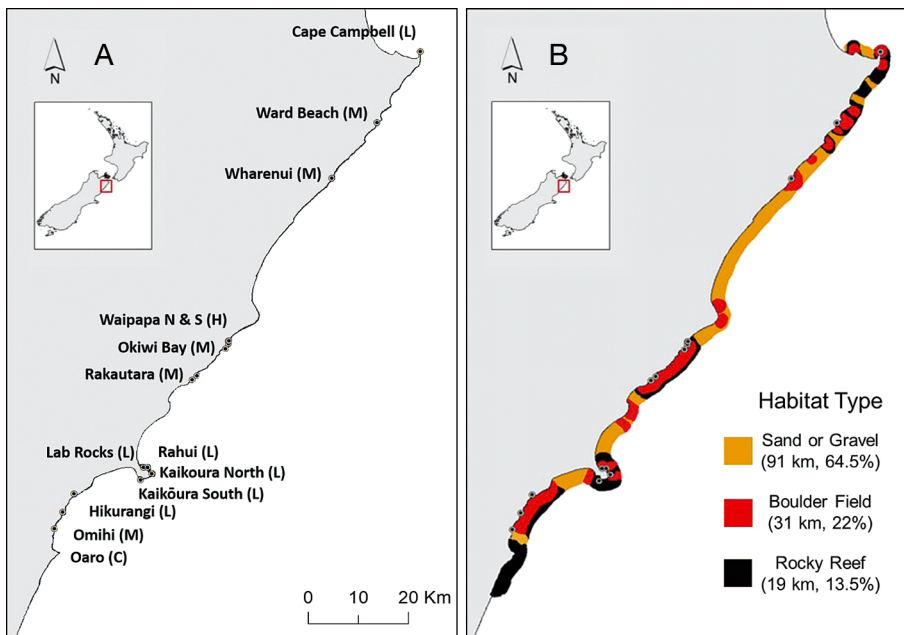 A
N
Cape Campbell (L)
Ward Beach (M)
Wharenui (M)
Waipapa N & S (H)
Okiwi Bay (M)
Rakautara (M)
Lab Rocks (L)
Rahui (L)
Kaikoura North (L)
Kaikōura South (L)
Hikurangi (L)
Omihi (M)
Oaro (C)
0 10 20 Km
B
N
Habitat Type
Sand or Gravel
(91 km, 64.5%)
Boulder Field
(31 km, 22%)
Rocky Reef
(19 km, 13.5%)